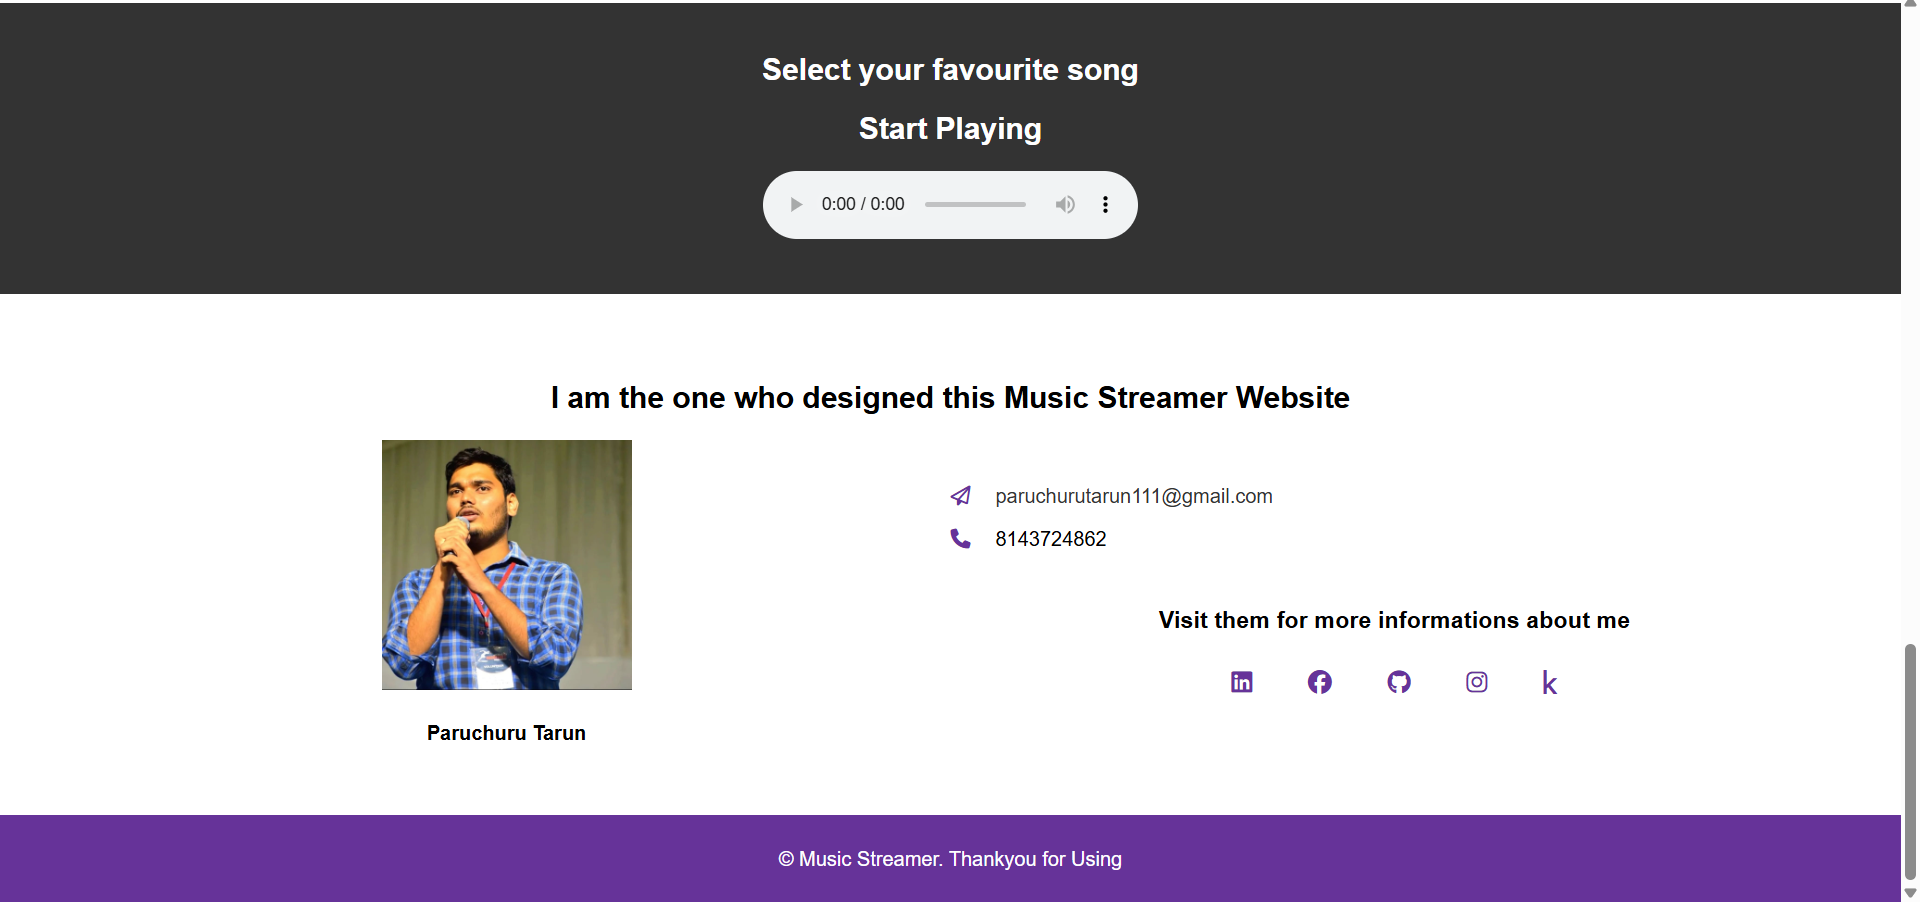 Select your favourite song
Start Playing
0:00 / 0:00
I am the one who designed this Music Streamer Website
paruchurutarun111@gmail.com
8143724862
Visit them for more informations about me
in
k
Paruchuru Tarun
© Music Streamer. Thankyou for Using